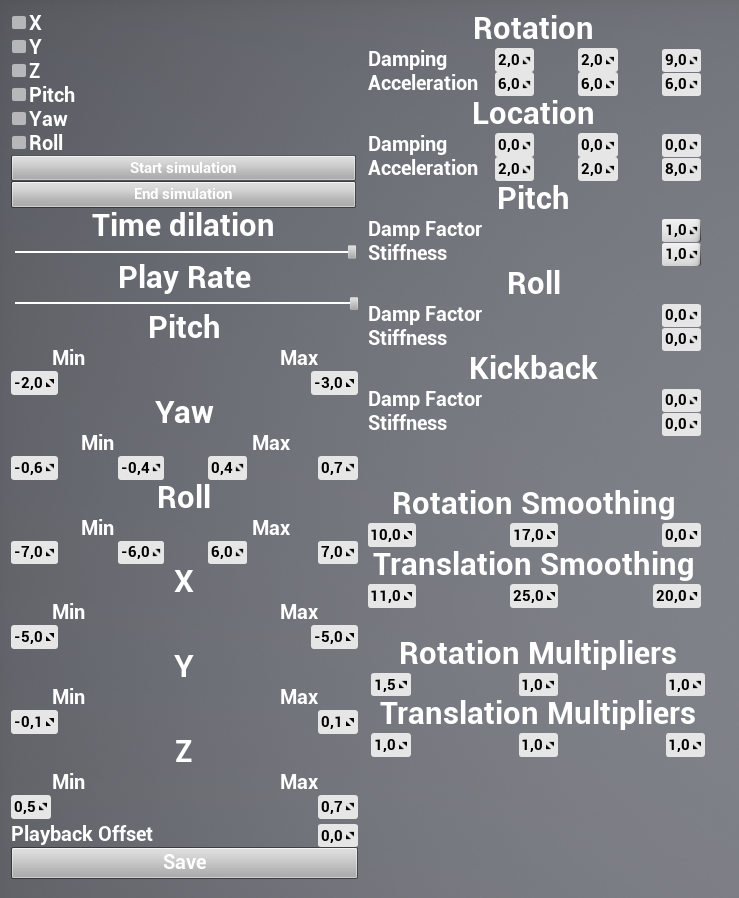 X
Y
Z
Pitch
Yaw
Roll
Start simulation
End simulation
Time dilation
Play Rate
Pitch
Min Max
-2,0 -3,0
Yaw
Min Max
-0,6 -0,4 0,4 0,7
Roll
Min Max
-7,0 -6,0 6,0 7,0
X
Min Max
-5,0 -5,0
Y
Min Max
-0,1 0,1
Z
Min Max
0,5 0,7
Playback Offset 0,0
Save
Rotation
Damping 2,0 2,0 9,0
Acceleration 6,0 6,0 6,0
Location
Damping 0,0 0,0 0,0
Acceleration 2,0 2,0 8,0
Pitch
Damp Factor 1,0
Stiffness 1,0
Roll
Damp Factor 0,0
Stiffness 0,0
Kickback
Damp Factor 0,0
Stiffness 0,0
Rotation Smoothing
10,0 17,0 0,0
Translation Smoothing
11,0 25,0 20,0
Rotation Multipliers
1,5 1,0 1,0
Translation Multipliers
1,0 1,0 1,0